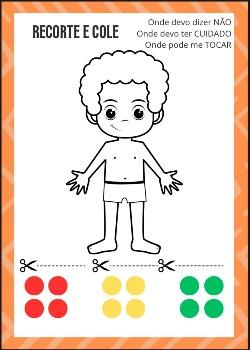 RECORTE E COLE
Onde devo dizer NÃO
Onde devo ter CUIDADO
Onde pode me TOCAR